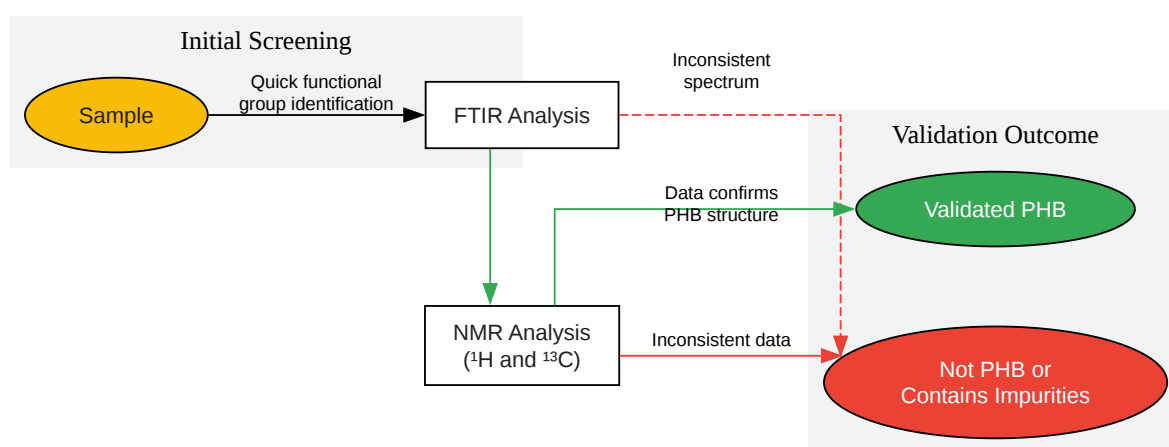 Initial Screening
Sample
Quick functional
group identification
FTIR Analysis
Inconsistent
spectrum
Validation Outcome
Data confirms
PHB structure
Validated PHB
NMR Analysis
(¹H and ¹³C)
Inconsistent data
Not PHB or
Contains Impurities